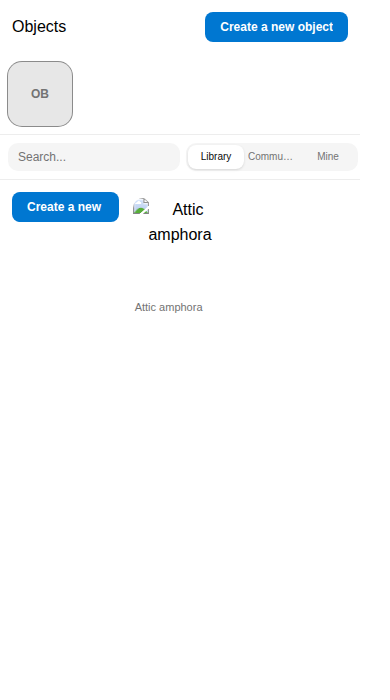 Objects
Create a new object
OB
Search...
Library
Commu…
Mine
Create a new
Attic
amphora
Attic amphora